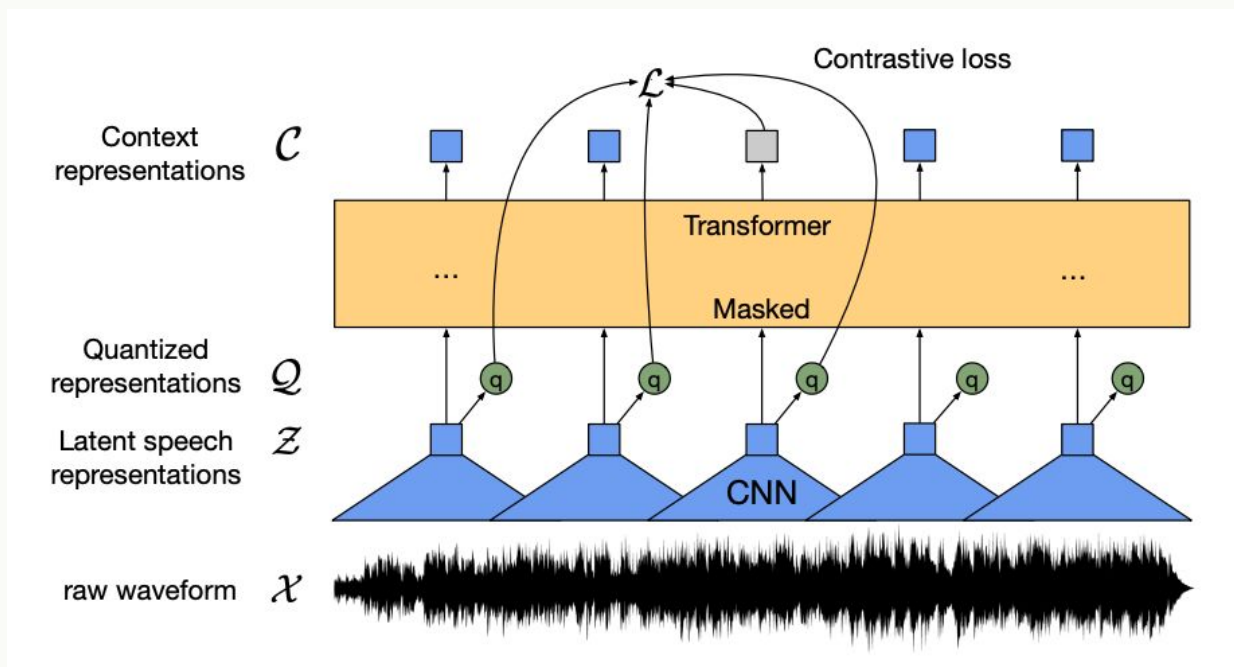 Contrastive loss
ℒ
Context
representations
𝒞
Transformer
...
...
Masked
Quantized
representations
𝒬
q
q
q
q
q
Latent speech
representations
𝒵
CNN
raw waveform
𝒳